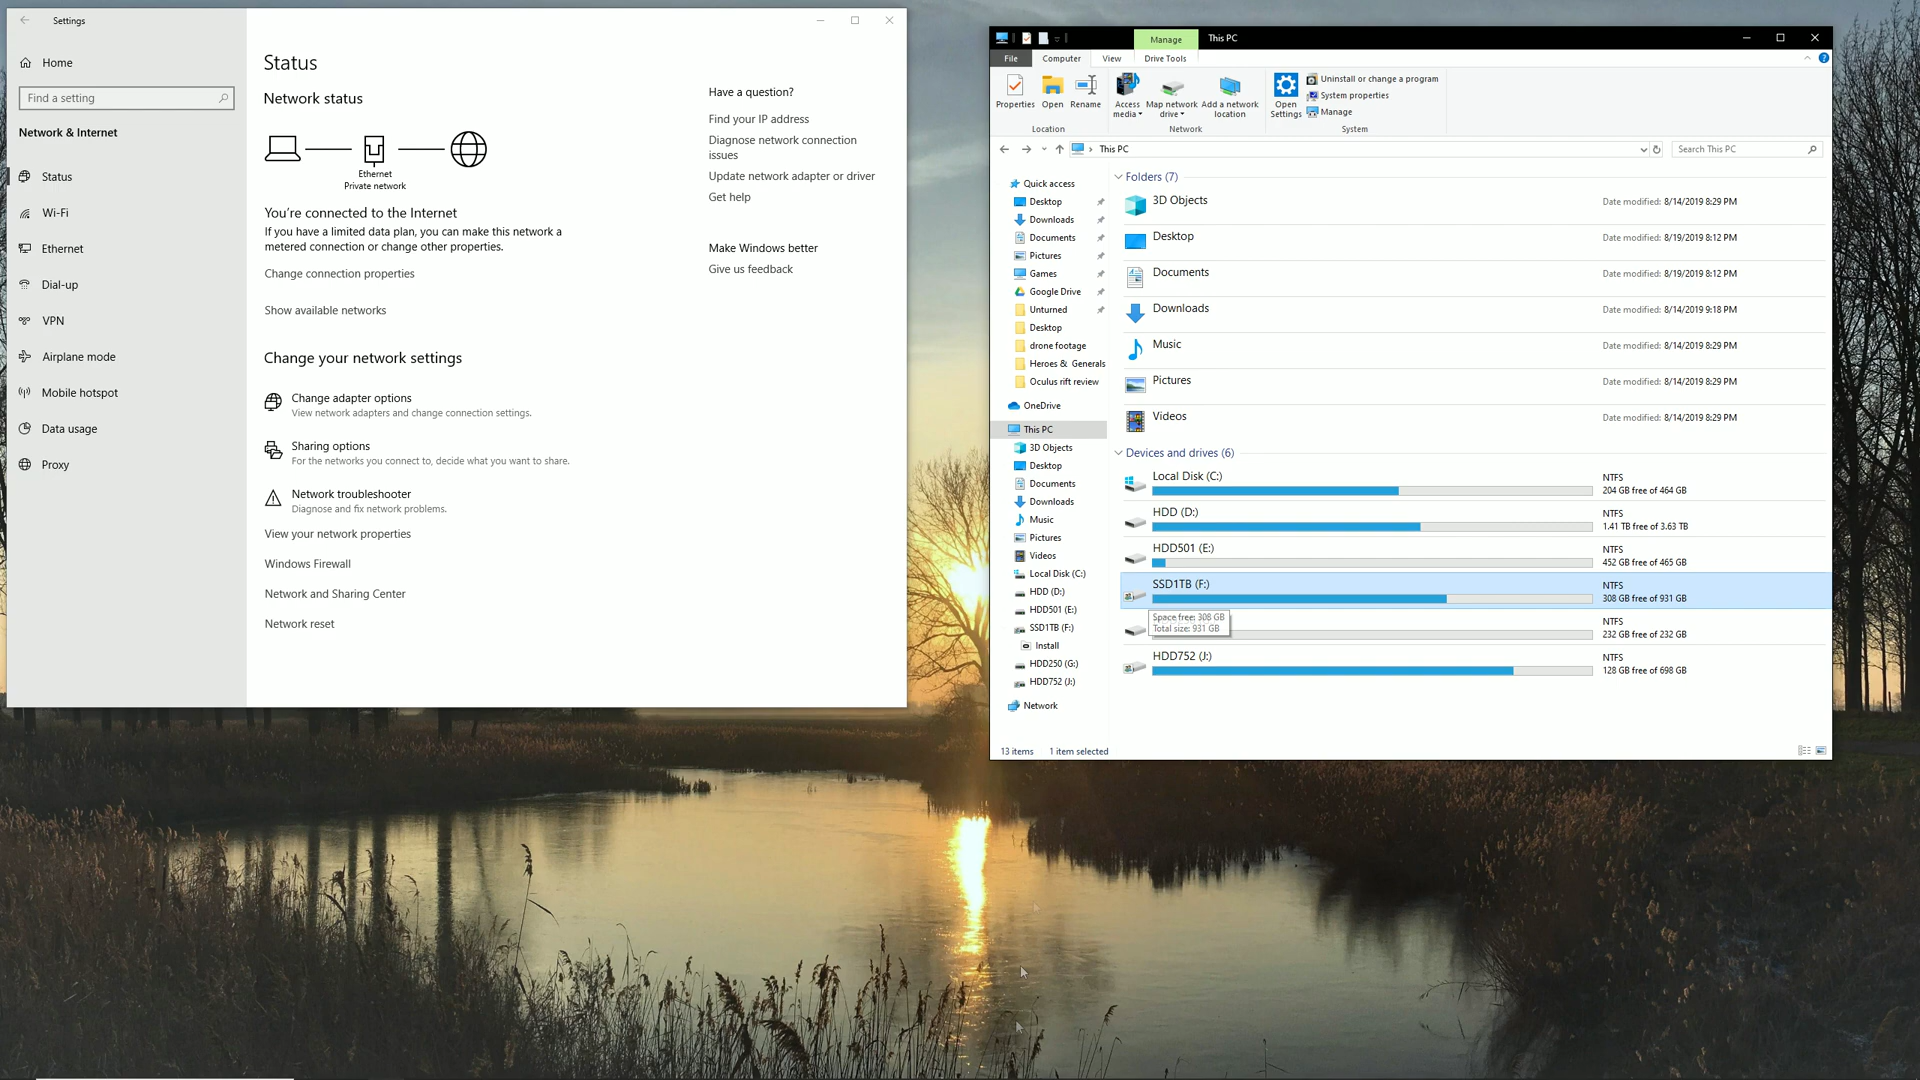 Settings
Home
Find a setting
Network & Internet
Status
Wi-Fi
Ethernet
Dial-up
VPN
Airplane mode
Mobile hotspot
Data usage
Proxy
Status
Network status
Ethernet
Private network
You're connected to the Internet
If you have a limited data plan, you can make this network a
metered connection or change other properties.
Change connection properties
Show available networks
Change your network settings
Change adapter options
View network adapters and change connection settings.
Sharing options
For the networks you connect to, decide what you want to share.
Network troubleshooter
Diagnose and fix network problems.
View your network properties
Windows Firewall
Network and Sharing Center
Network reset
Have a question?
Find your IP address
Diagnose network connection
issues
Update network adapter or driver
Get help
Make Windows better
Give us feedback
Manage This PC
File Computer View Drive Tools
Properties Open Rename
Location
Access
media
Map network
drive
Add a network
location
Network
Open
Settings
Uninstall or change a program
System properties
Manage
System
This PC
Search This PC
Quick access
Desktop
Downloads
Documents
Pictures
Games
Google Drive
Unturned
Desktop
drone footage
Heroes & Generals
Oculus rift review
OneDrive
This PC
3D Objects
Desktop
Documents
Downloads
Music
Pictures
Videos
Local Disk (C:)
HDD (D:)
HDD501 (E:)
SSD1TB (F:)
Install
HDD250 (G:)
HDD752 (J:)
Network
Folders (7)
3D Objects Date modified: 8/14/2019 8:29 PM
Desktop Date modified: 8/19/2019 8:12 PM
Documents Date modified: 8/19/2019 8:12 PM
Downloads Date modified: 8/14/2019 9:18 PM
Music Date modified: 8/14/2019 8:29 PM
Pictures Date modified: 8/14/2019 8:29 PM
Videos Date modified: 8/14/2019 8:29 PM
Devices and drives (6)
Local Disk (C:) NTFS
204 GB free of 464 GB
HDD (D:) NTFS
1.41 TB free of 3.63 TB
HDD501 (E:) NTFS
452 GB free of 465 GB
SSD1TB (F:) NTFS
308 GB free of 931 GB
Space free: 308 GB
Total size: 931 GB
NTFS
232 GB free of 232 GB
HDD752 (J:) NTFS
128 GB free of 698 GB
13 items 1 item selected